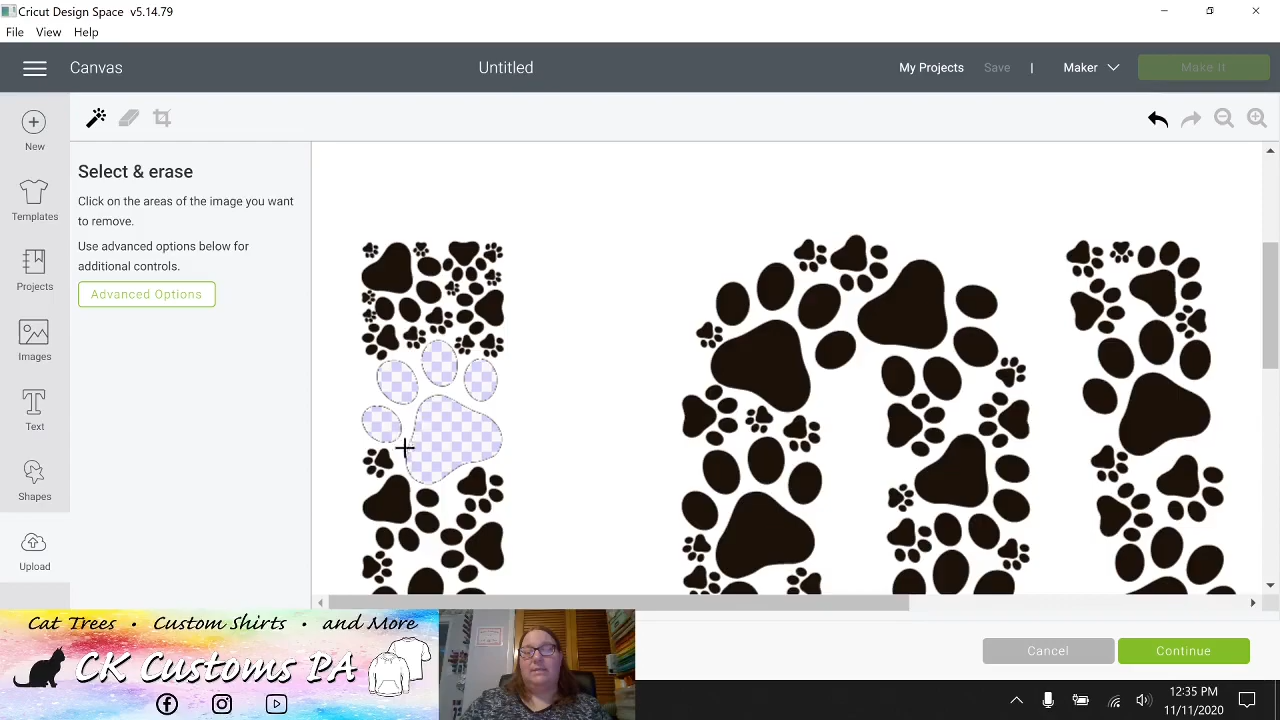 Cricut Design Space v5.14.79
File View Help
Canvas
Untitled
My Projects Save | Maker Make It
New
Templates
Projects
Images
Text
Shapes
Upload
Select & erase
Click on the areas of the image you want
to remove.
Use advanced options below for
additional controls.
Advanced Options
Cancel Continue
Cat Trees • Custom Shirts • and More
CK Customs PA
12:35 PM
11/11/2020